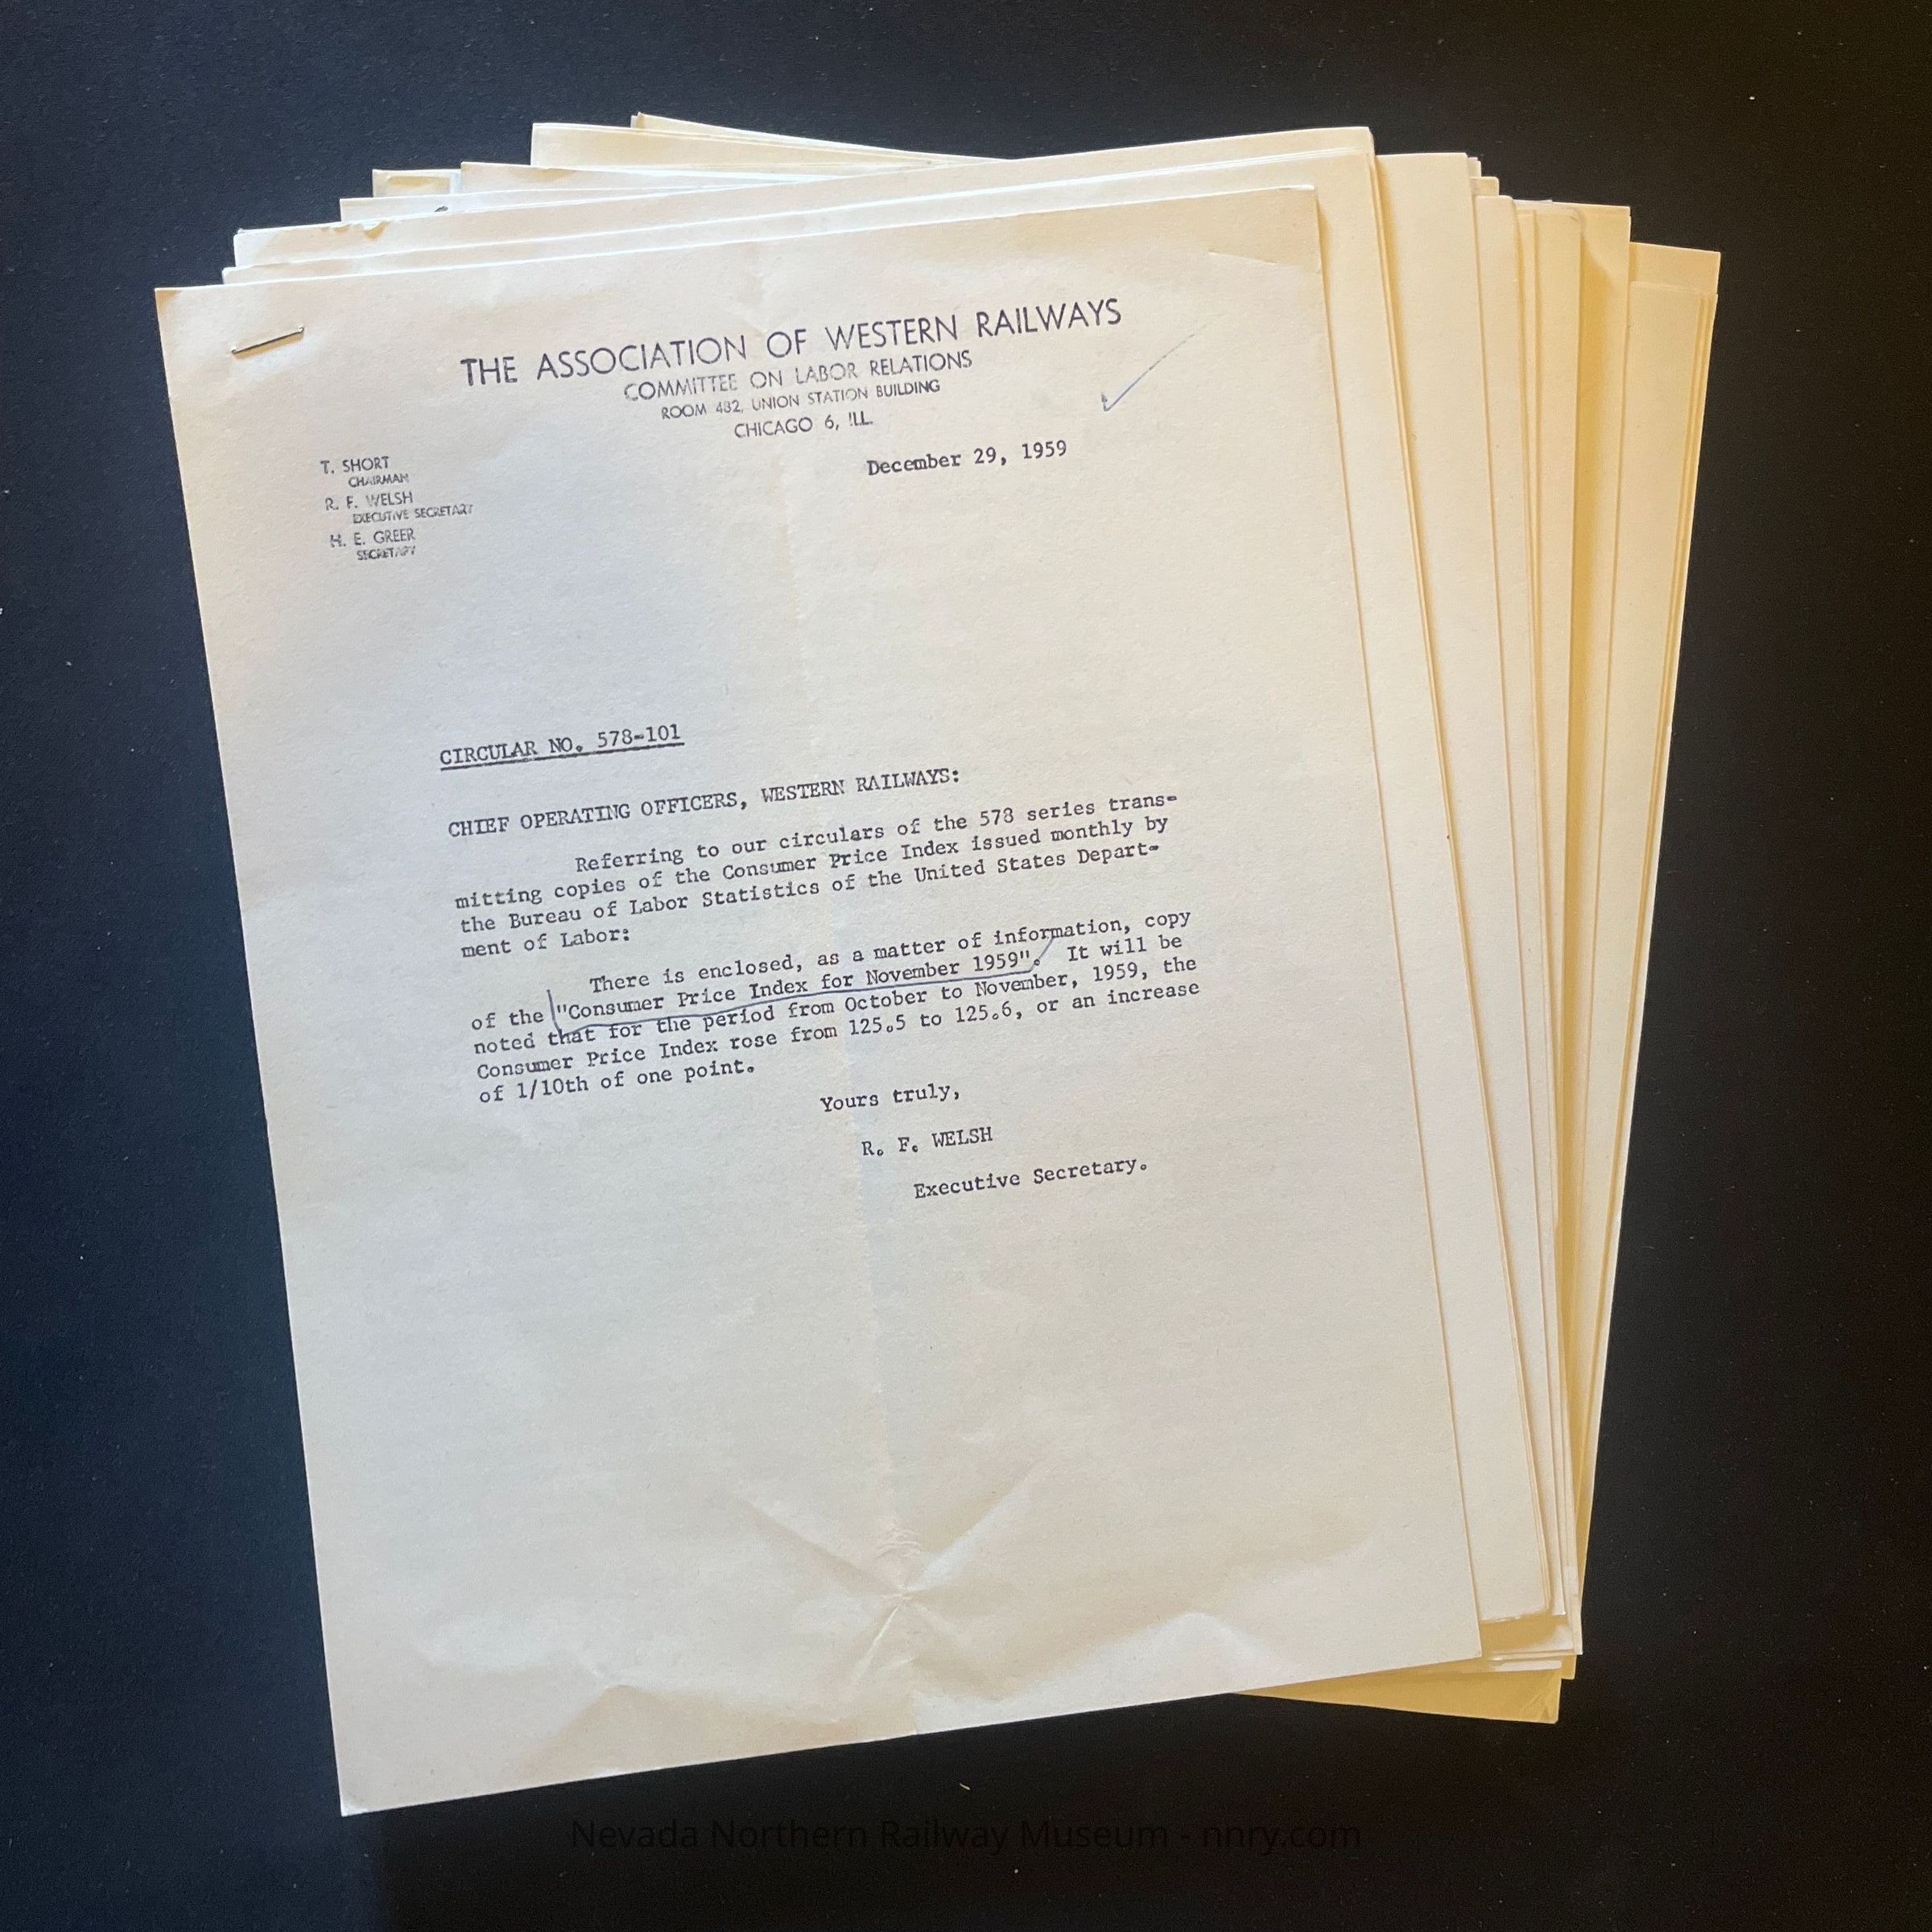 THE ASSOCIATION OF WESTERN RAILWAYS
COMMITTEE ON LABOR RELATIONS
ROOM 482, UNION STATION BUILDING
CHICAGO 6, ILL.
December 29, 1959
T. SHORT
CHAIRMAN
R. F. WELSH
EXECUTIVE SECRETARY
H. E. GREER
SECRETARY
CIRCULAR NO. 578-101
CHIEF OPERATING OFFICERS, WESTERN RAILWAYS:
Referring to our circulars of the 578 series trans-
mitting copies of the Consumer Price Index issued monthly by
the Bureau of Labor Statistics of the United States Depart-
ment of Labor:
There is enclosed, as a matter of information, copy
of the "Consumer Price Index for November 1959". It will be
noted that for the period from October to November, 1959, the
Consumer Price Index rose from 125.5 to 125.6, or an increase
of 1/10th of one point.
Yours truly,
R. F. WELSH
Executive Secretary.
Nevada Northern Railway Museum - nnry.com